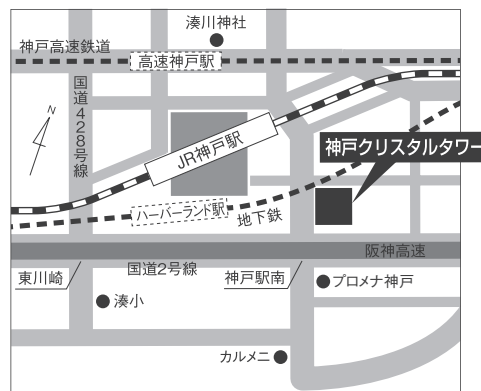 湊川神社
神戸高速鉄道
高速神戸駅
国道428号線
N
JR神戸駅
神戸クリスタルタワー
ハーバーランド駅
地下鉄
阪神高速
国道2号線
東川崎
神戸駅南
プロメナ神戸
湊小
カルメニ